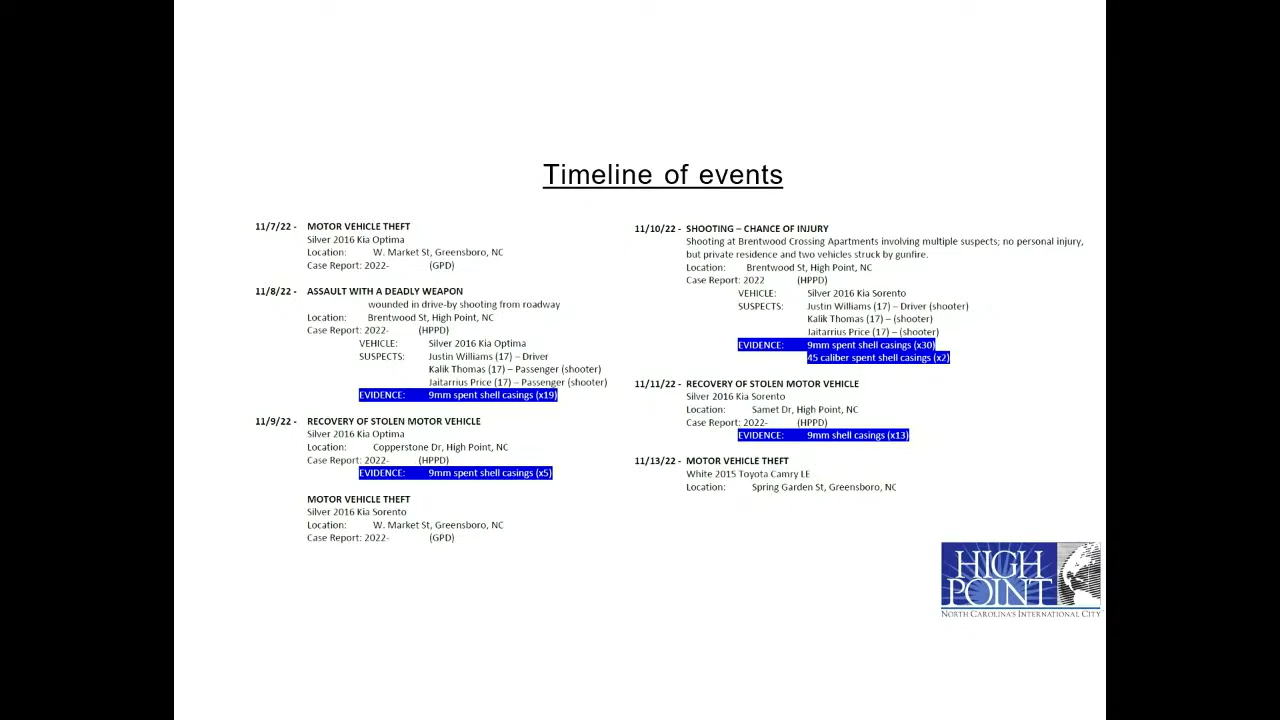 Timeline of events
11/7/22 - MOTOR VEHICLE THEFT
Silver 2016 Kia Optima
Location: W. Market St, Greensboro, NC
Case Report: 2022- (GPD)
11/8/22 - ASSAULT WITH A DEADLY WEAPON
wounded in drive-by shooting from roadway
Location: Brentwood St, High Point, NC
Case Report: 2022- (HPPD)
VEHICLE: Silver 2016 Kia Optima
SUSPECTS: Justin Williams (17) – Driver
Kalik Thomas (17) – Passenger (shooter)
Jaitarrius Price (17) – Passenger (shooter)
EVIDENCE: 9mm spent shell casings (x19)
11/9/22 - RECOVERY OF STOLEN MOTOR VEHICLE
Silver 2016 Kia Optima
Location: Copperstone Dr, High Point, NC
Case Report: 2022- (HPPD)
EVIDENCE: 9mm spent shell casings (x5)
MOTOR VEHICLE THEFT
Silver 2016 Kia Sorento
Location: W. Market St, Greensboro, NC
Case Report: 2022- (GPD)
11/10/22 - SHOOTING – CHANCE OF INJURY
Shooting at Brentwood Crossing Apartments involving multiple suspects; no personal injury,
but private residence and two vehicles struck by gunfire.
Location: Brentwood St, High Point, NC
Case Report: 2022 (HPPD)
VEHICLE: Silver 2016 Kia Sorento
SUSPECTS: Justin Williams (17) – Driver (shooter)
Kalik Thomas (17) – (shooter)
Jaitarrius Price (17) – (shooter)
EVIDENCE: 9mm spent shell casings (x30)
45 caliber spent shell casings (x2)
11/11/22 - RECOVERY OF STOLEN MOTOR VEHICLE
Silver 2016 Kia Sorento
Location: Samet Dr, High Point, NC
Case Report: 2022- (HPPD)
EVIDENCE: 9mm shell casings (x13)
11/13/22 - MOTOR VEHICLE THEFT
White 2015 Toyota Camry LE
Location: Spring Garden St, Greensboro, NC
HIGH
POINT
NORTH CAROLINA'S INTERNATIONAL CITY